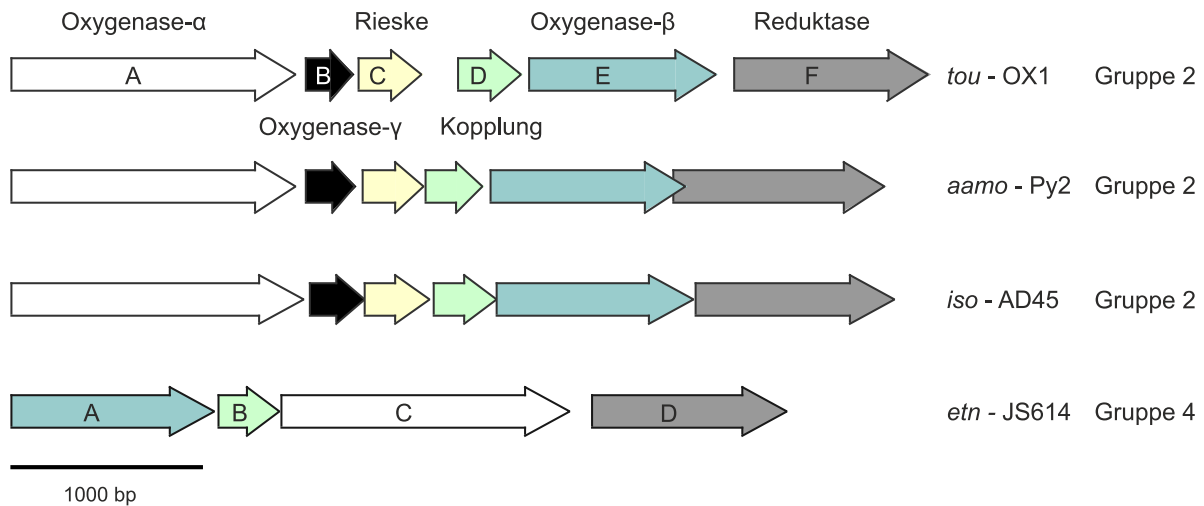 Oxygenase-α Rieske Oxygenase-β Reduktase
A B C D E F tou - OX1 Gruppe 2
Oxygenase-γ Kopplung
aamo - Py2 Gruppe 2
iso - AD45 Gruppe 2
A B C D etn - JS614 Gruppe 4
1000 bp